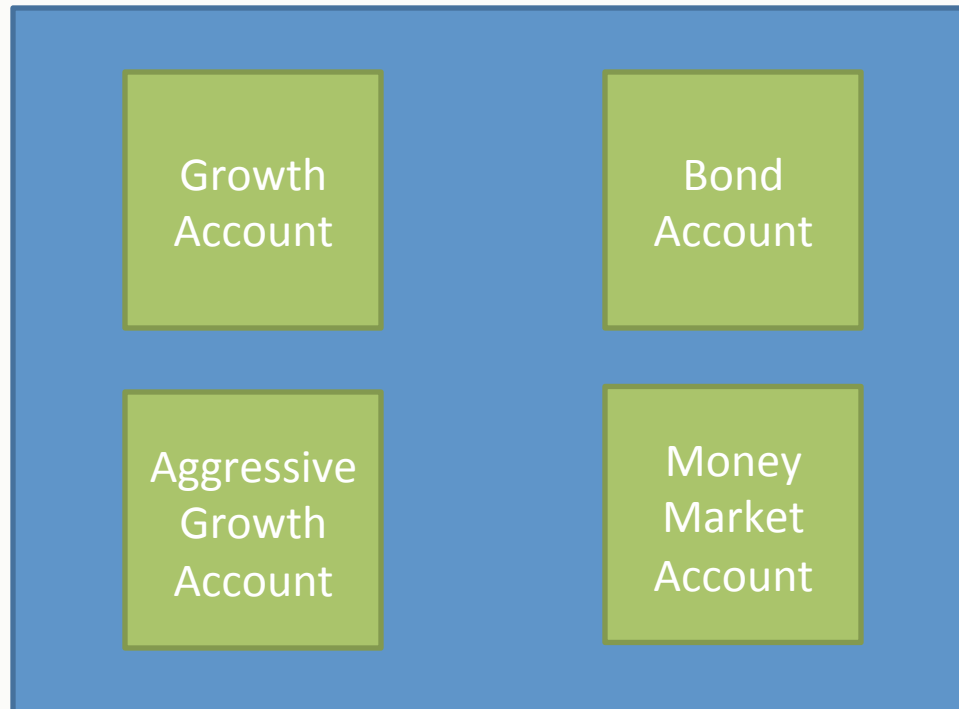 Growth
Account
Bond
Account
Aggressive
Growth
Account
Money
Market
Account